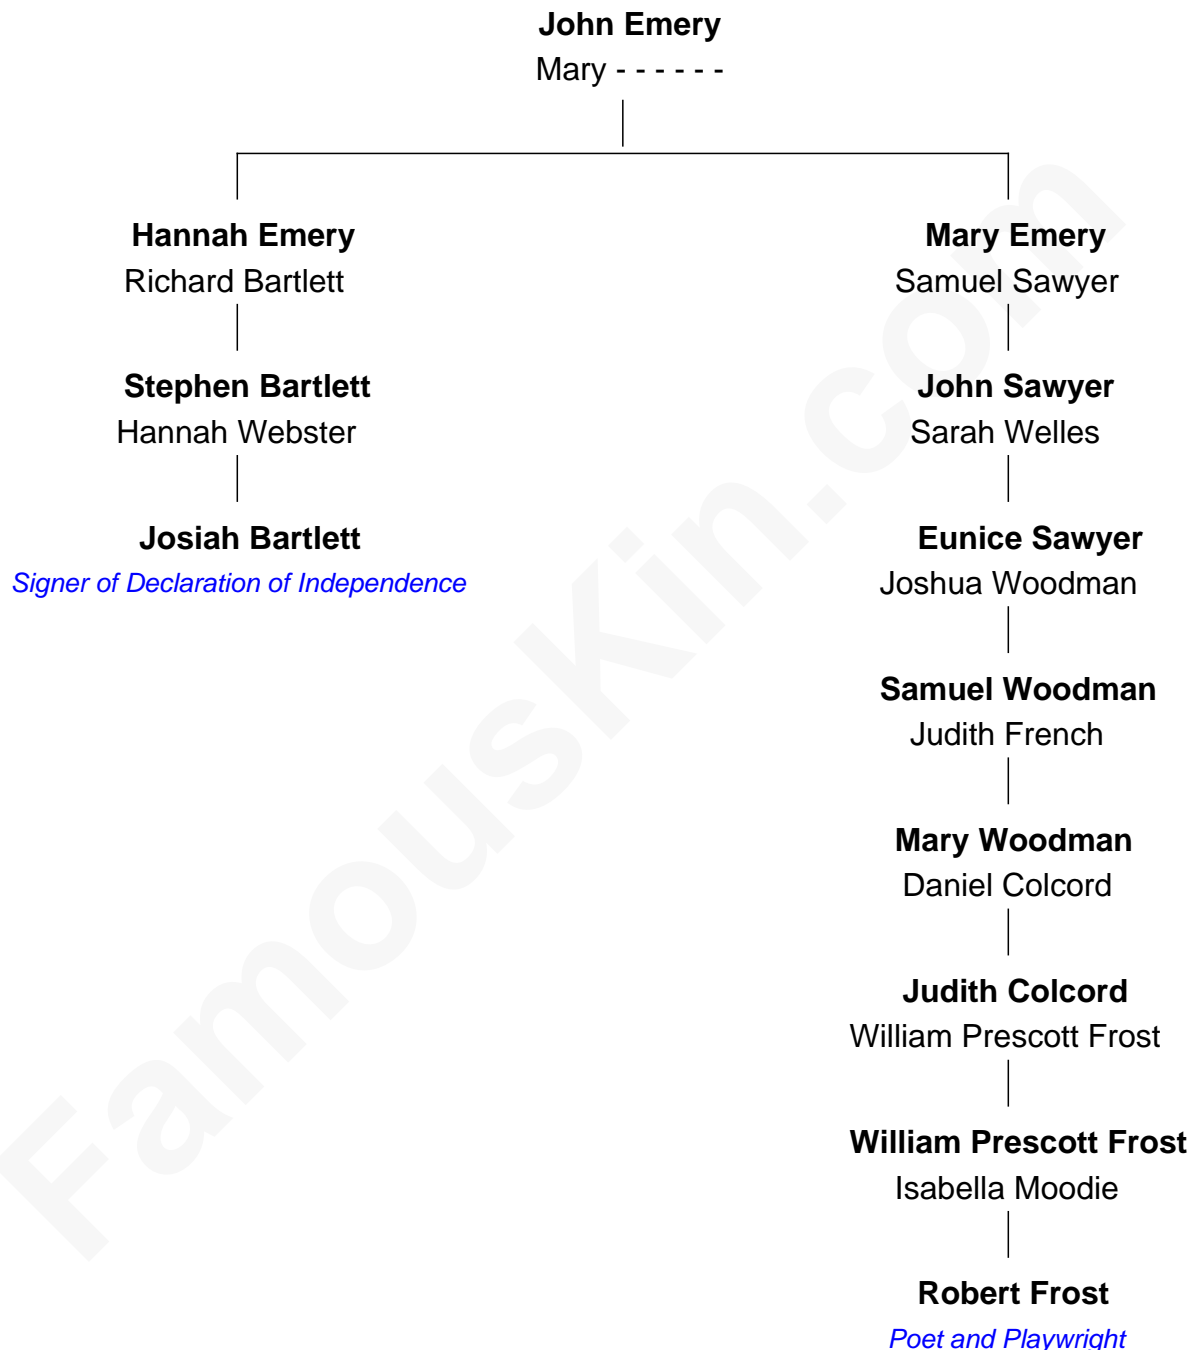 John Emery
Mary - - - - - -
Hannah Emery
Richard Bartlett
Mary Emery
Samuel Sawyer
Stephen Bartlett
Hannah Webster
John Sawyer
Sarah Welles
Josiah Bartlett
Signer of Declaration of Independence
Eunice Sawyer
Joshua Woodman
Samuel Woodman
Judith French
Mary Woodman
Daniel Colcord
Judith Colcord
William Prescott Frost
William Prescott Frost
Isabella Moodie
Robert Frost
Poet and Playwright
FamousKin.com